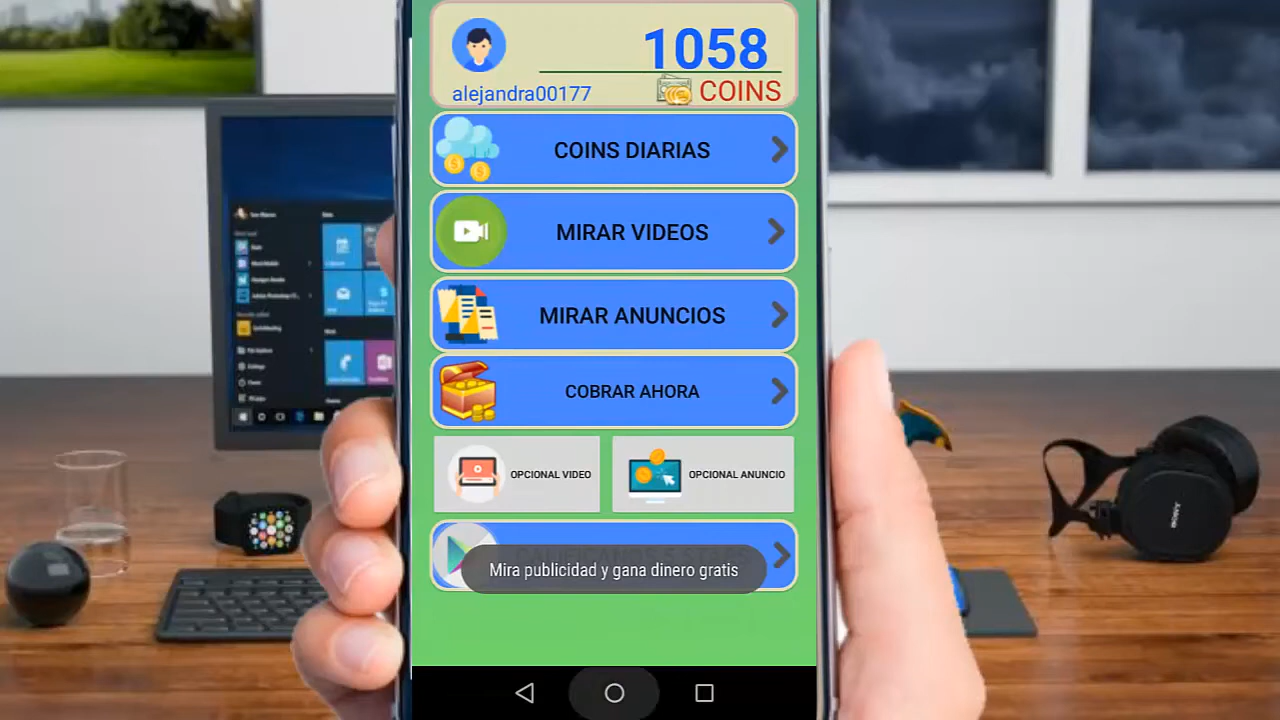 1058
alejandra00177
COINS
COINS DIARIAS
MIRAR VIDEOS
MIRAR ANUNCIOS
COBRAR AHORA
OPCIONAL VIDEO
OPCIONAL ANUNCIO
Mira publicidad y gana dinero gratis
SONY